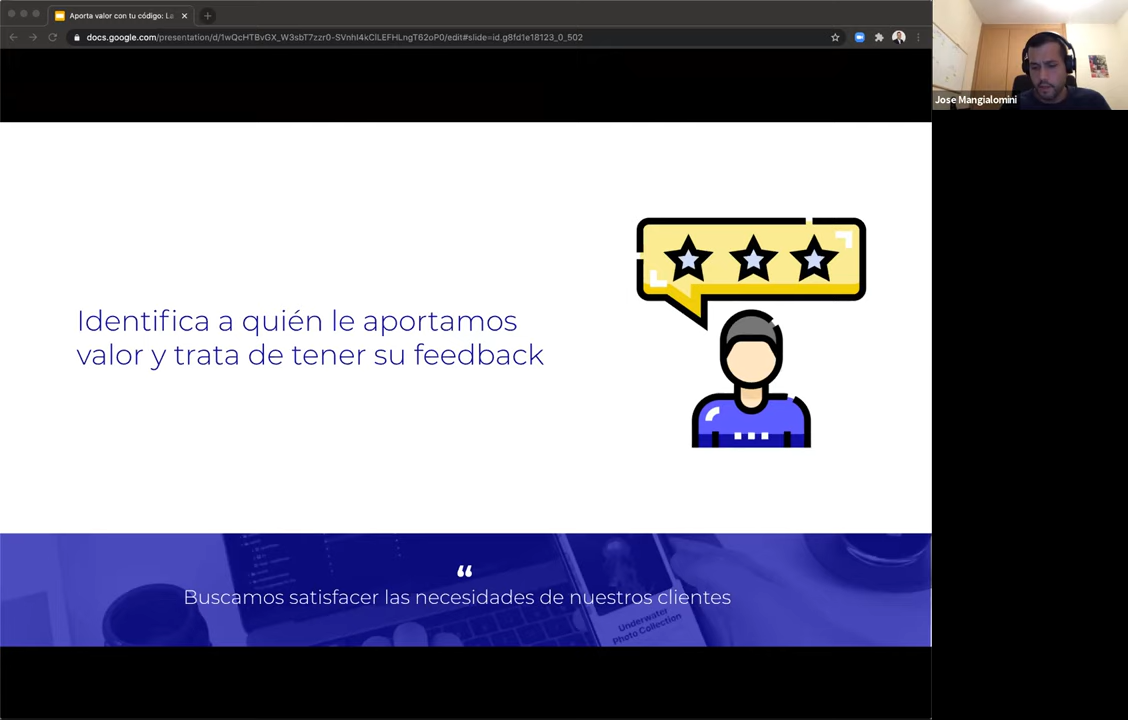 Aporta valor con tu código: La
docs.google.com/presentation/d/1wQcHTBvGX_W3sbT7zzr0-SVnhI4kCILEFHLngT62oP0/edit#slide=id.g8fd1e18123_0_502
Jose Mangialomini
Identifica a quién le aportamos
valor y trata de tener su feedback
“
Buscamos satisfacer las necesidades de nuestros clientes
Underwater
Photo Collection